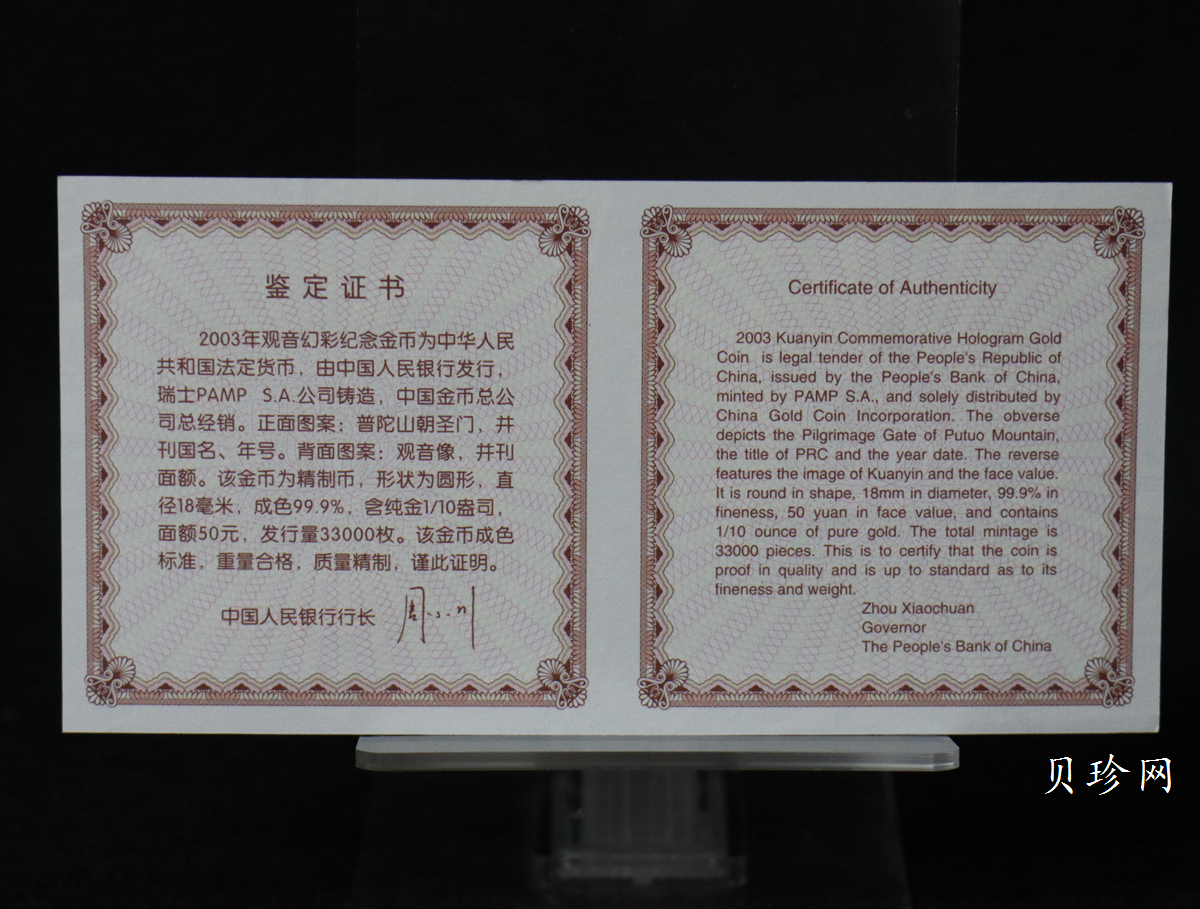 鉴定证书
2003年观音幻彩纪念金币为中华人民
共和国法定货币，由中国人民银行发行，
瑞士PAMP S.A.公司铸造，中国金币总公
司总经销。正面图案：普陀山朝圣门，并
刊国名、年号。背面图案：观音像，并刊
面额。该金币为精制币，形状为圆形，直
径18毫米，成色99.9%，含纯金1/10盎司，
面额50元，发行量33000枚。该金币成色
标准，重量合格，质量精制，谨此证明。
中国人民银行行长 周小川
Certificate of Authenticity
2003 Kuanyin Commemorative Hologram Gold
Coin is legal tender of the People's Republic of
China, issued by the People's Bank of China,
minted by PAMP S.A., and solely distributed by
China Gold Coin Incorporation. The obverse
depicts the Pilgrimage Gate of Putuo Mountain,
the title of PRC and the year date. The reverse
features the image of Kuanyin and the face value.
It is round in shape, 18mm in diameter, 99.9% in
fineness, 50 yuan in face value, and contains
1/10 ounce of pure gold. The total mintage is
33000 pieces. This is to certify that the coin is
proof in quality and is up to standard as to its
fineness and weight.
Zhou Xiaochuan
Governor
The People's Bank of China
贝珍网